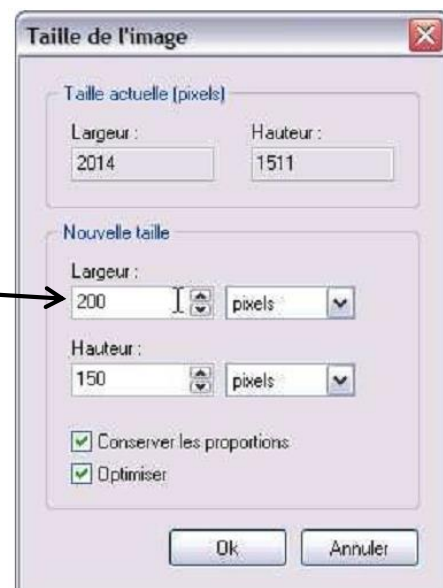 Taille de l'image
Taille actuelle (pixels)
Largeur : Hauteur :
2014 1511
Nouvelle taille
Largeur :
200 pixels
Hauteur :
150 pixels
Conserver les proportions
Optimiser
Ok Annuler